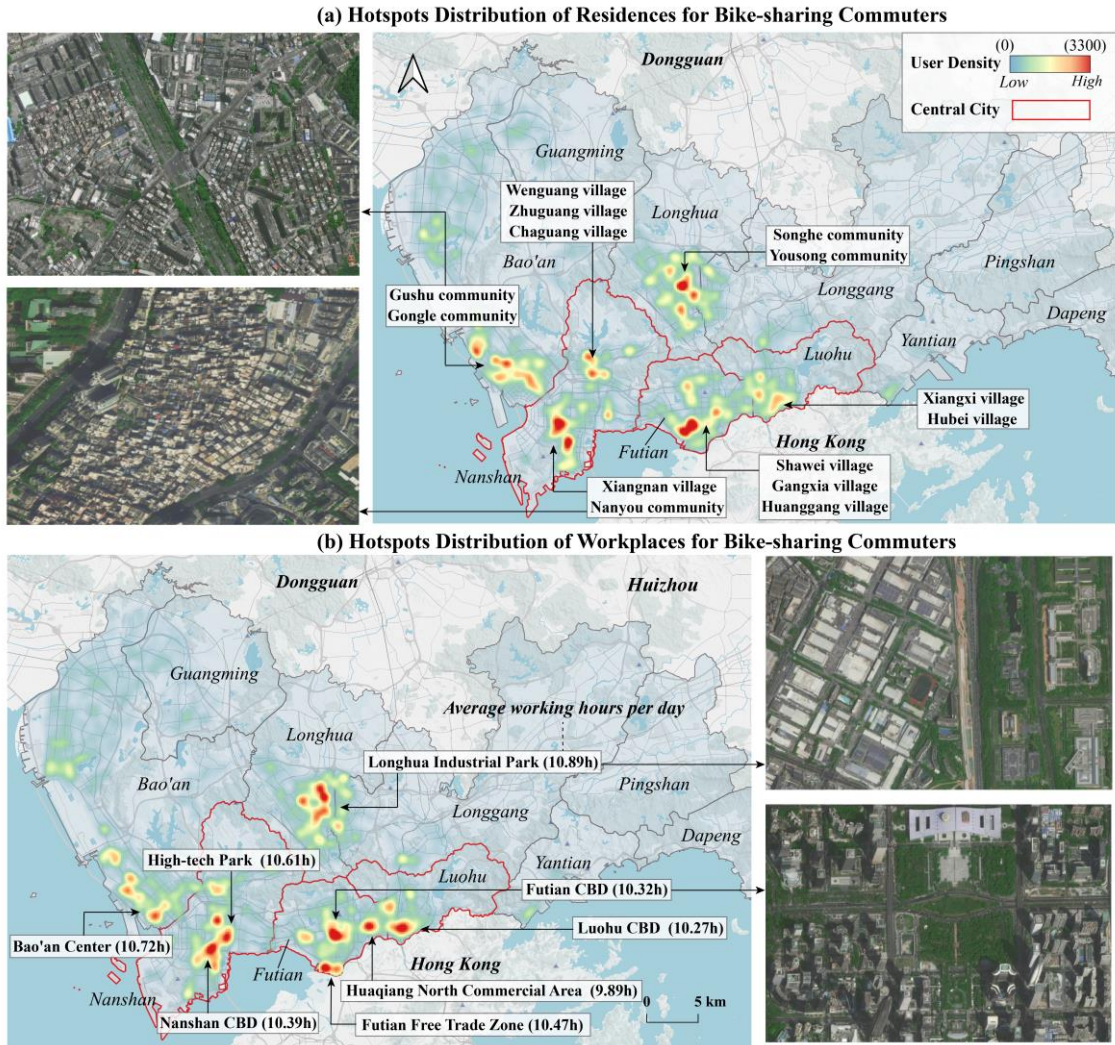 (a) Hotspots Distribution of Residences for Bike-sharing Commuters
(0) (3300)
User Density
Low High
Central City
Dongguan
Guangming
Wenguang village
Zhuguang village
Chaguang village
Longhua
Songhe community
Yousong community
Pingshan
Bao'an
Longgang
Gushu community
Gongle community
Dapeng
Yantian
Luohu
Xiangxi village
Hubei village
Futian
Hong Kong
Nanshan
Shawei village
Gangxia village
Huanggang village
Xiangnan village
Nanyou community
(b) Hotspots Distribution of Workplaces for Bike-sharing Commuters
Dongguan
Huizhou
Guangming
Average working hours per day
Longhua
Longhua Industrial Park (10.89h)
Bao'an
Pingshan
Longgang
Dapeng
High-tech Park (10.61h)
Yantian
Luohu
Futian CBD (10.32h)
Luohu CBD (10.27h)
Bao'an Center (10.72h)
Futian
Hong Kong
Nanshan
Huaqiang North Commercial Area (9.89h)
0 5 km
Nanshan CBD (10.39h)
Futian Free Trade Zone (10.47h)